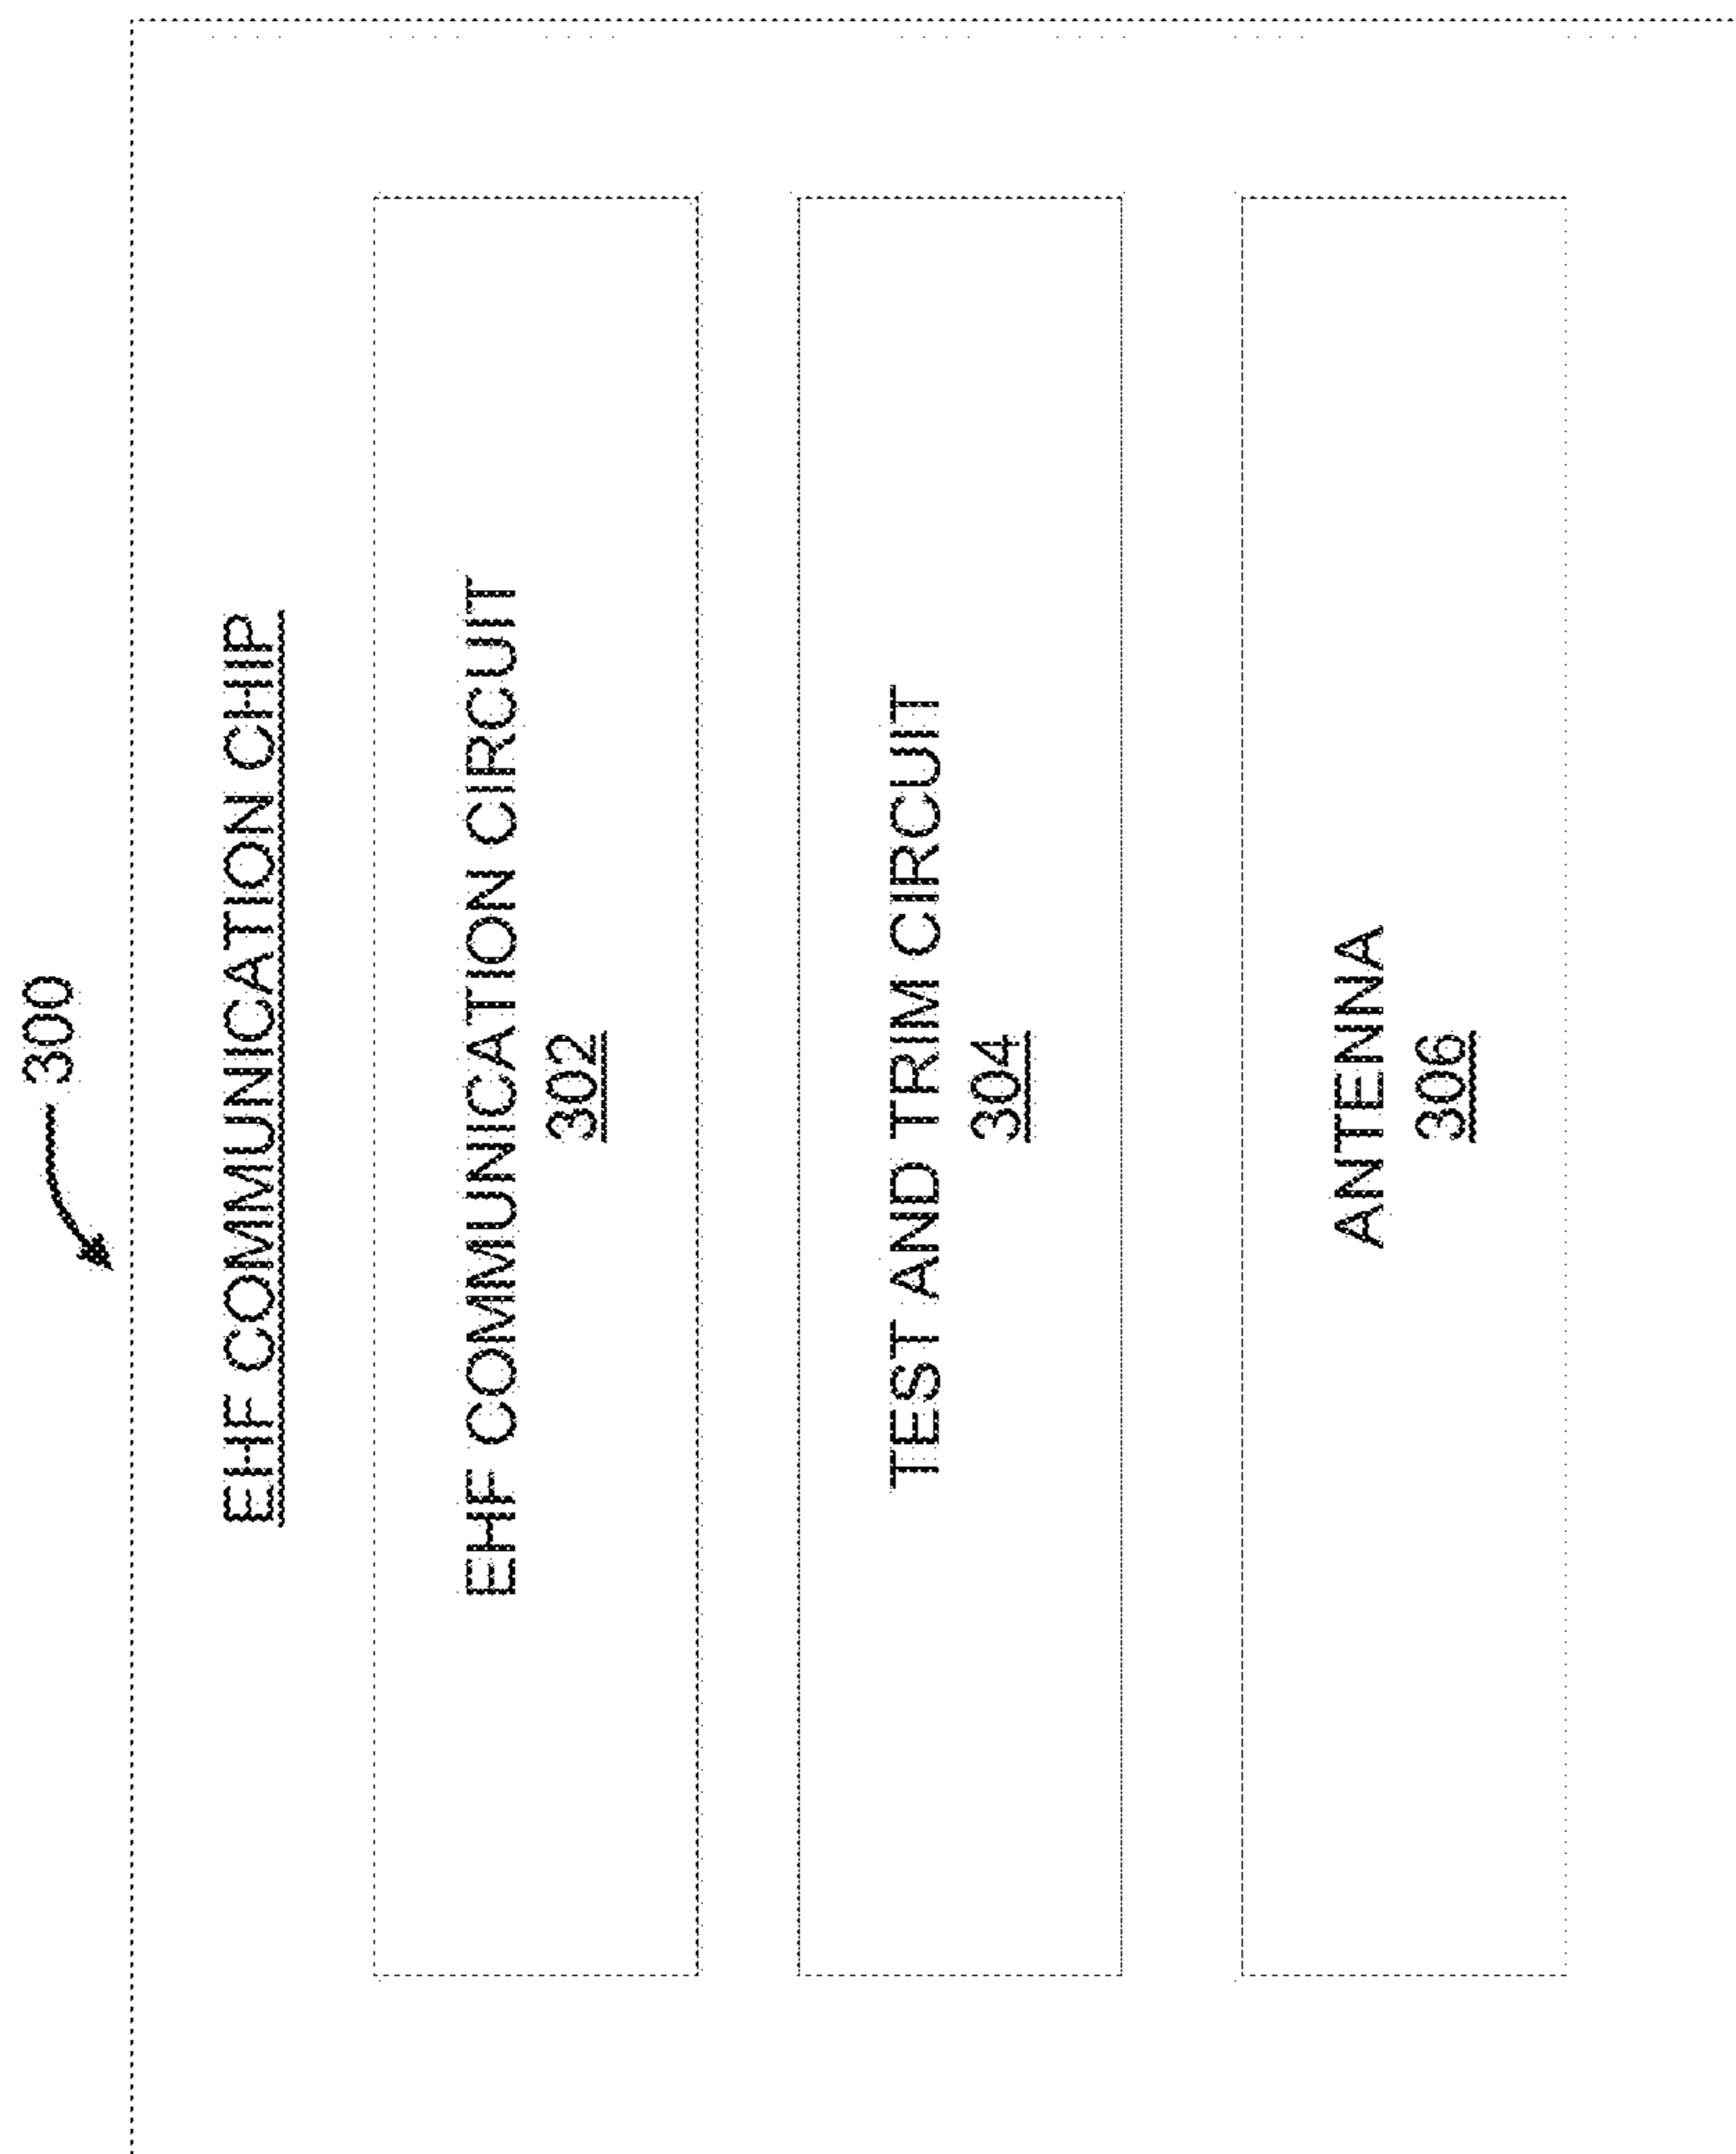 300
EHF COMMUNICATION CHIP
EHF COMMUNICATION CIRCUIT
302
TEST AND TRIM CIRCUIT
304
ANTENNA
306